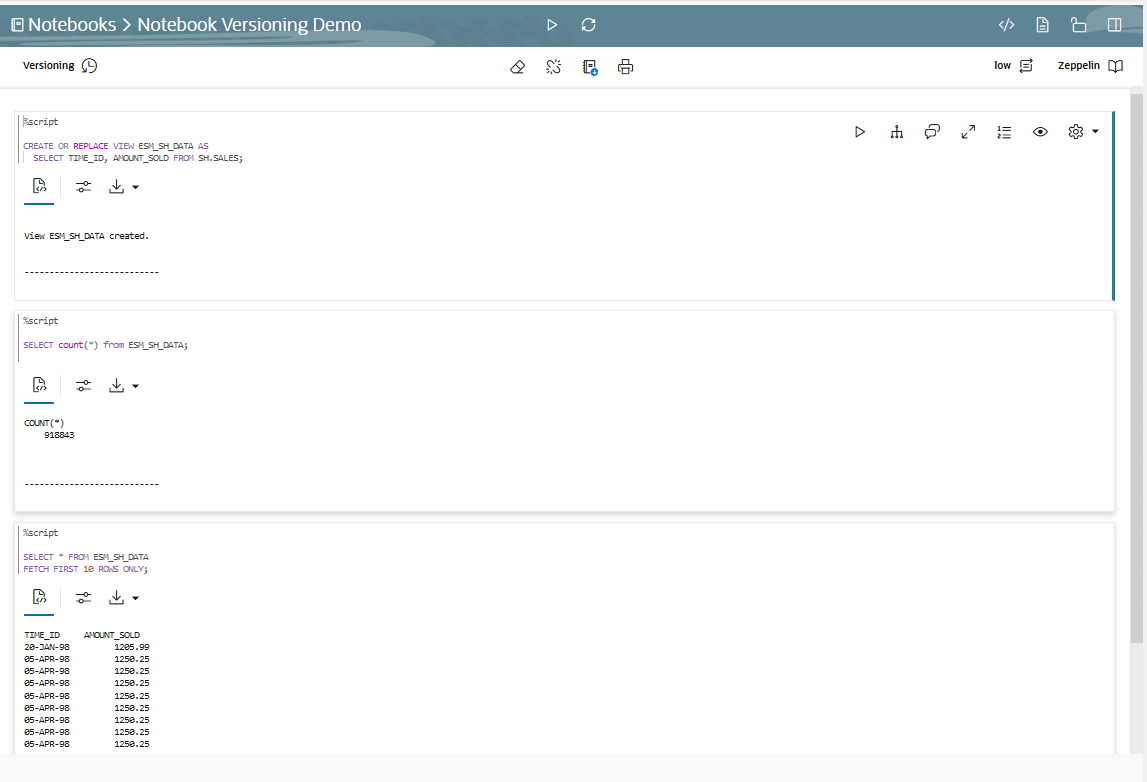 Notebooks > Notebook Versioning Demo
Versioning
low
Zeppelin
%script
CREATE OR REPLACE VIEW ESM_SH_DATA AS
SELECT TIME_ID, AMOUNT_SOLD FROM SH.SALES;
View ESM_SH_DATA created.
---------------------------
%script
SELECT count(*) from ESM_SH_DATA;
COUNT(*)
918843
---------------------------
%script
SELECT * FROM ESM_SH_DATA
FETCH FIRST 10 ROWS ONLY;
TIME_ID AMOUNT_SOLD
20-JAN-98 1205.99
05-APR-98 1250.25
05-APR-98 1250.25
05-APR-98 1250.25
05-APR-98 1250.25
05-APR-98 1250.25
05-APR-98 1250.25
05-APR-98 1250.25
05-APR-98 1250.25